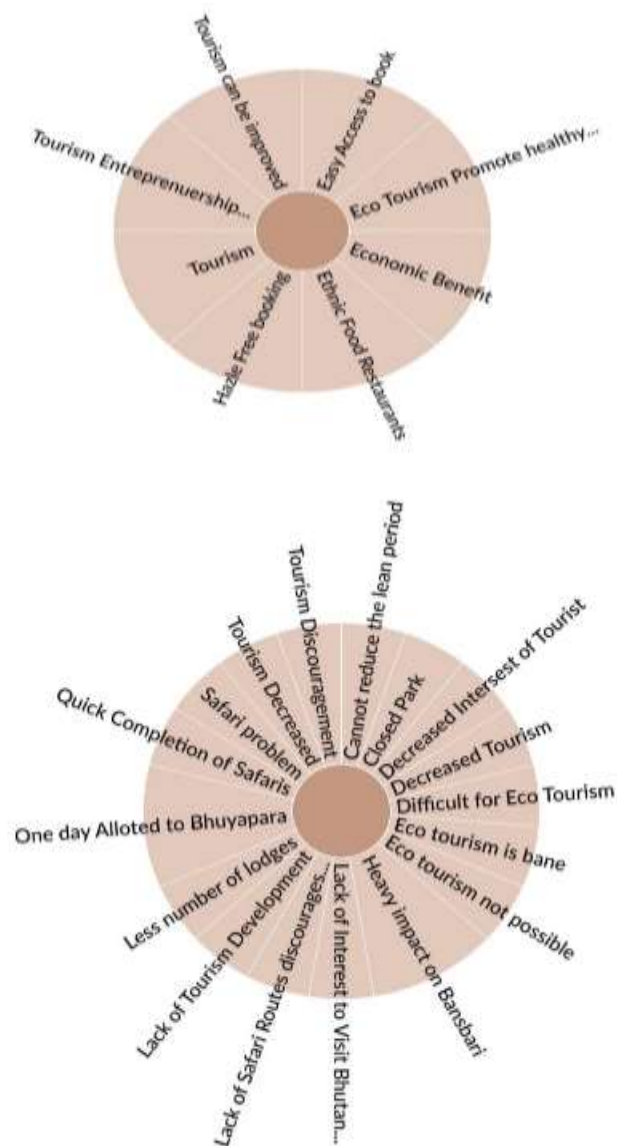 Easy Access to book
Eco Tourism Promote healthy...
Economic Benefit
Ethnic Food Restaurants
Hazle Free booking
Tourism
Tourism Entreprenuership...
Tourism can be improved
Cannot reduce the lean period
Closed Park
Decreased Intersest of Tourist
Decreased Tourism
Difficult for Eco Tourism
Eco tourism is bane
Eco tourism not possible
Heavy impact on Bansbari
Lack of Interest to Visit Bhutan...
Lack of Safari Routes discourages...
Lack of Tourism Development
Less number of lodges
One day Alloted to Bhuyapara
Quick Completion of Safaris
Safari problem
Tourism Decreased
Tourism Discouragement